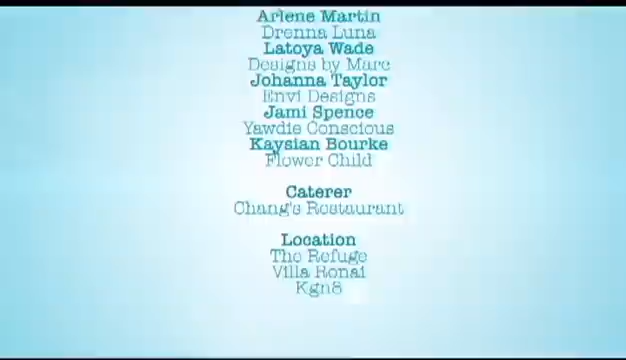 Arlene Martin
Drenna Luna
Latoya Wade
Designs by Marc
Johanna Taylor
Envi Designs
Jami Spence
Yawdie Conscious
Kaysian Bourke
Flower Child
Caterer
Chang's Restaurant
Location
The Refuge
Villa Ronai
Kgn8